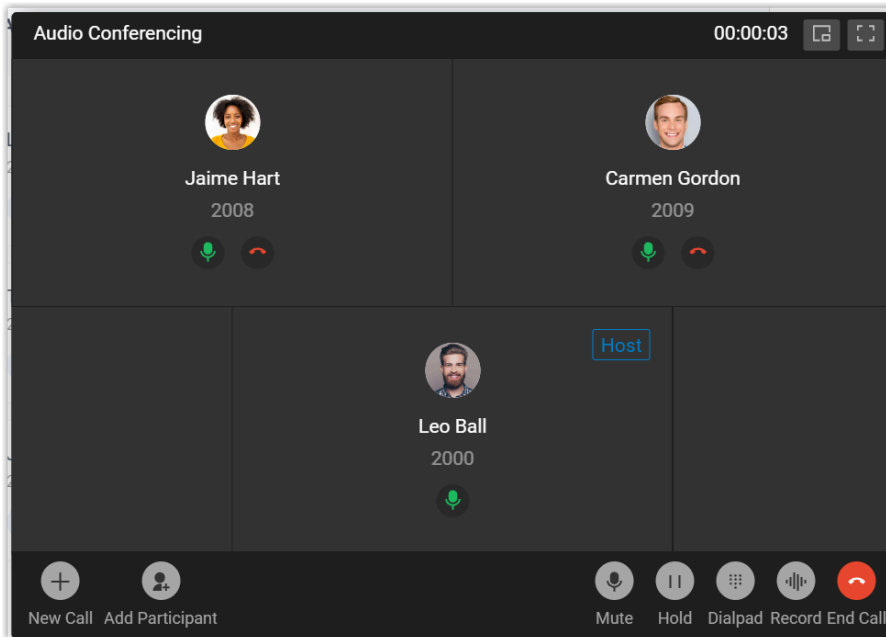 Audio Conferencing 00:00:03
Jaime Hart Carmen Gordon
2008 2009
Host
Leo Ball
2000
New Call Add Participant Mute Hold Dialpad Record End Call